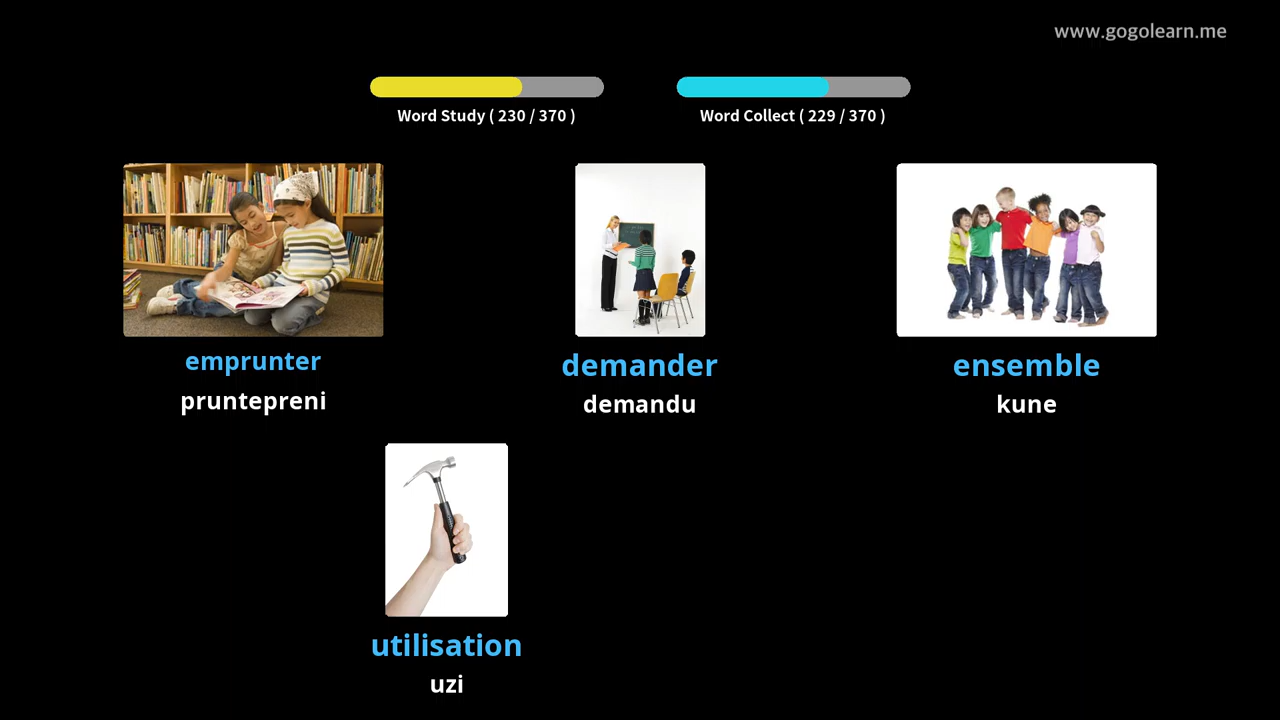 www.gogolearn.me
Word Study ( 230 / 370 )
Word Collect ( 229 / 370 )
emprunter
pruntepreni
demander
demandu
ensemble
kune
utilisation
uzi